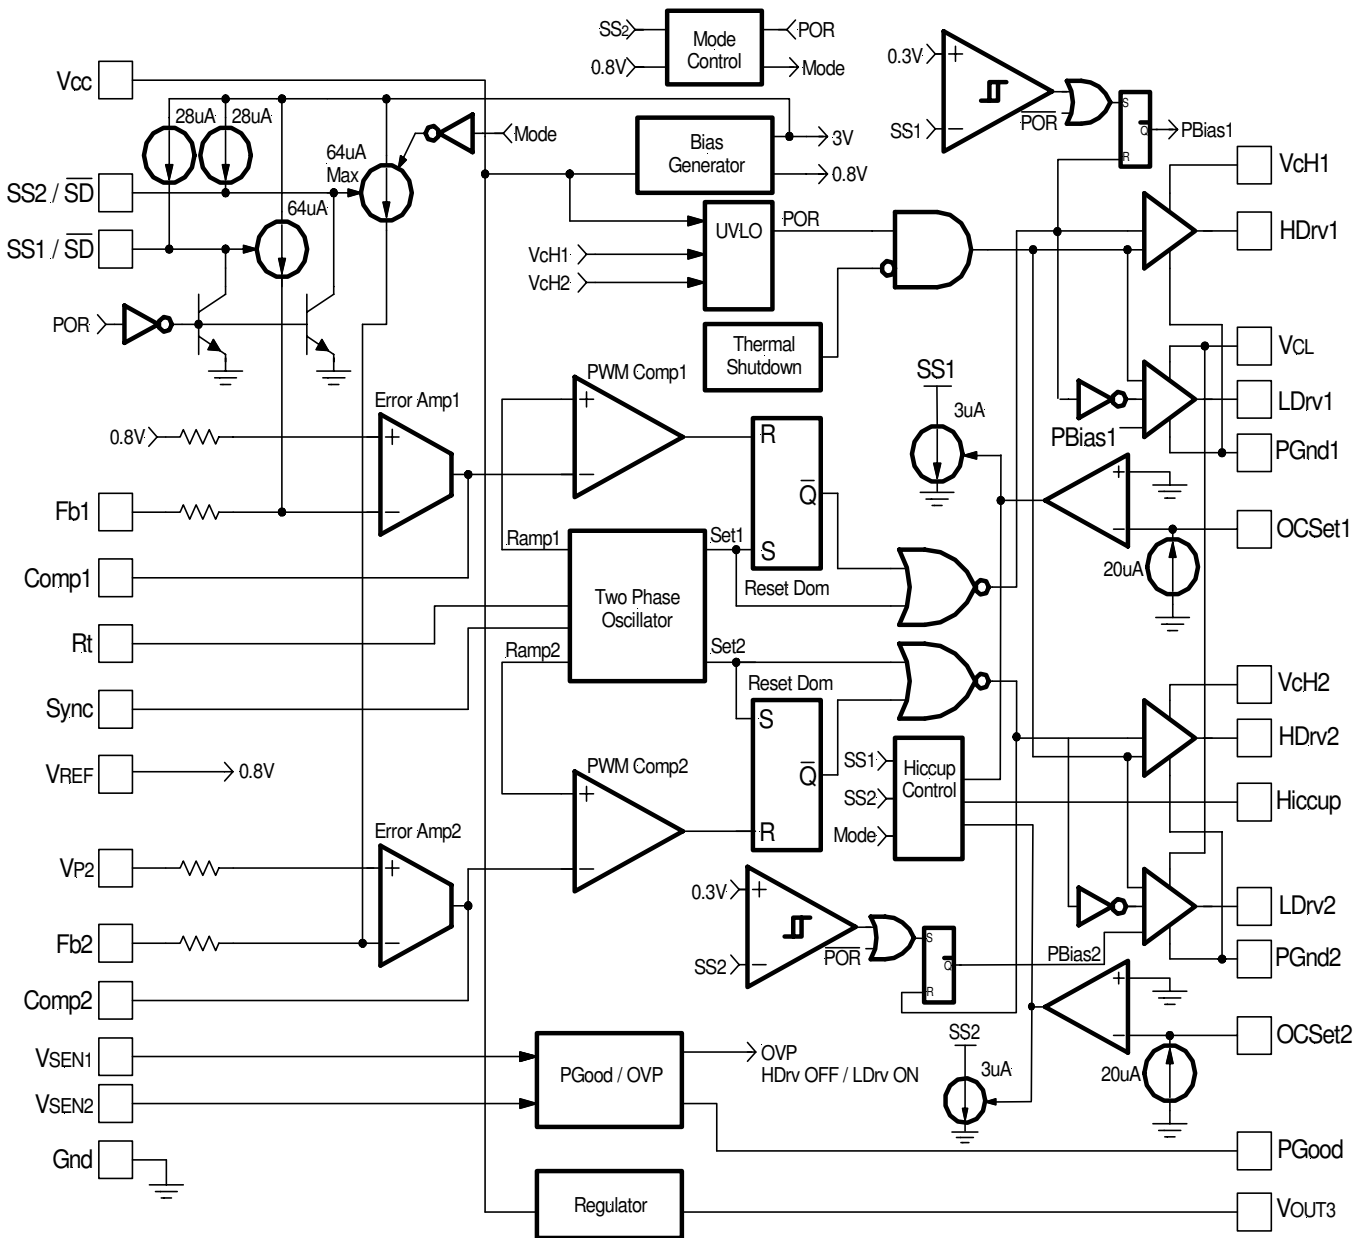 SS2
POR
Mode
Control
0.8V
Mode
0.3V
SS1
POR
S
Q
R
PBias1
Vcc
28uA
28uA
Mode
64uA
Max
Bias
Generator
3V
0.8V
SS2 / SD
64uA
SS1 / SD
UVLO
POR
VcH1
VcH2
POR
Thermal
Shutdown
VcH1
HDrv1
VCL
LDrv1
PBias1
PGnd1
SS1
3uA
Error Amp1
PWM Comp1
0.8V
+
−
+
−
R
Q
S
Reset Dom
Fb1
Comp1
Ramp1
Set1
Two Phase
Oscillator
Ramp2
Set2
Reset Dom
S
Q
R
+
−
OCSet1
20uA
Rt
Sync
VREF
0.8V
PWM Comp2
+
−
SS1
SS2
Mode
Hiccup
Control
VcH2
HDrv2
Hiccup
Error Amp2
VP2
+
−
Fb2
Comp2
0.3V
+
SS2
−
POR
S
Q
R
PBias2
LDrv2
PGnd2
+
−
OCSet2
20uA
SS2
3uA
VSEN1
VSEN2
PGood / OVP
OVP
HDrv OFF / LDrv ON
PGood
Gnd
Regulator
VOUT3